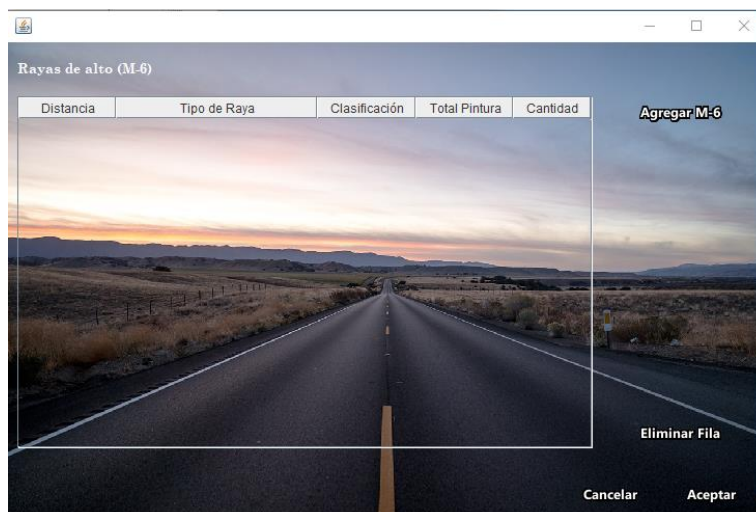 Rayas de alto (M-6)
Distancia Tipo de Raya Clasificación Total Pintura Cantidad
Agregar M-6
Eliminar Fila
Cancelar Aceptar